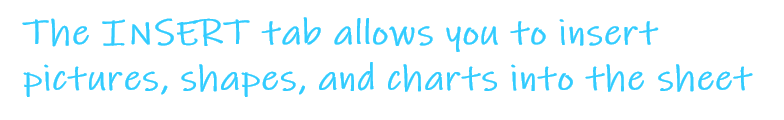 The INSERT tab allows you to insert
pictures, shapes, and charts into the sheet